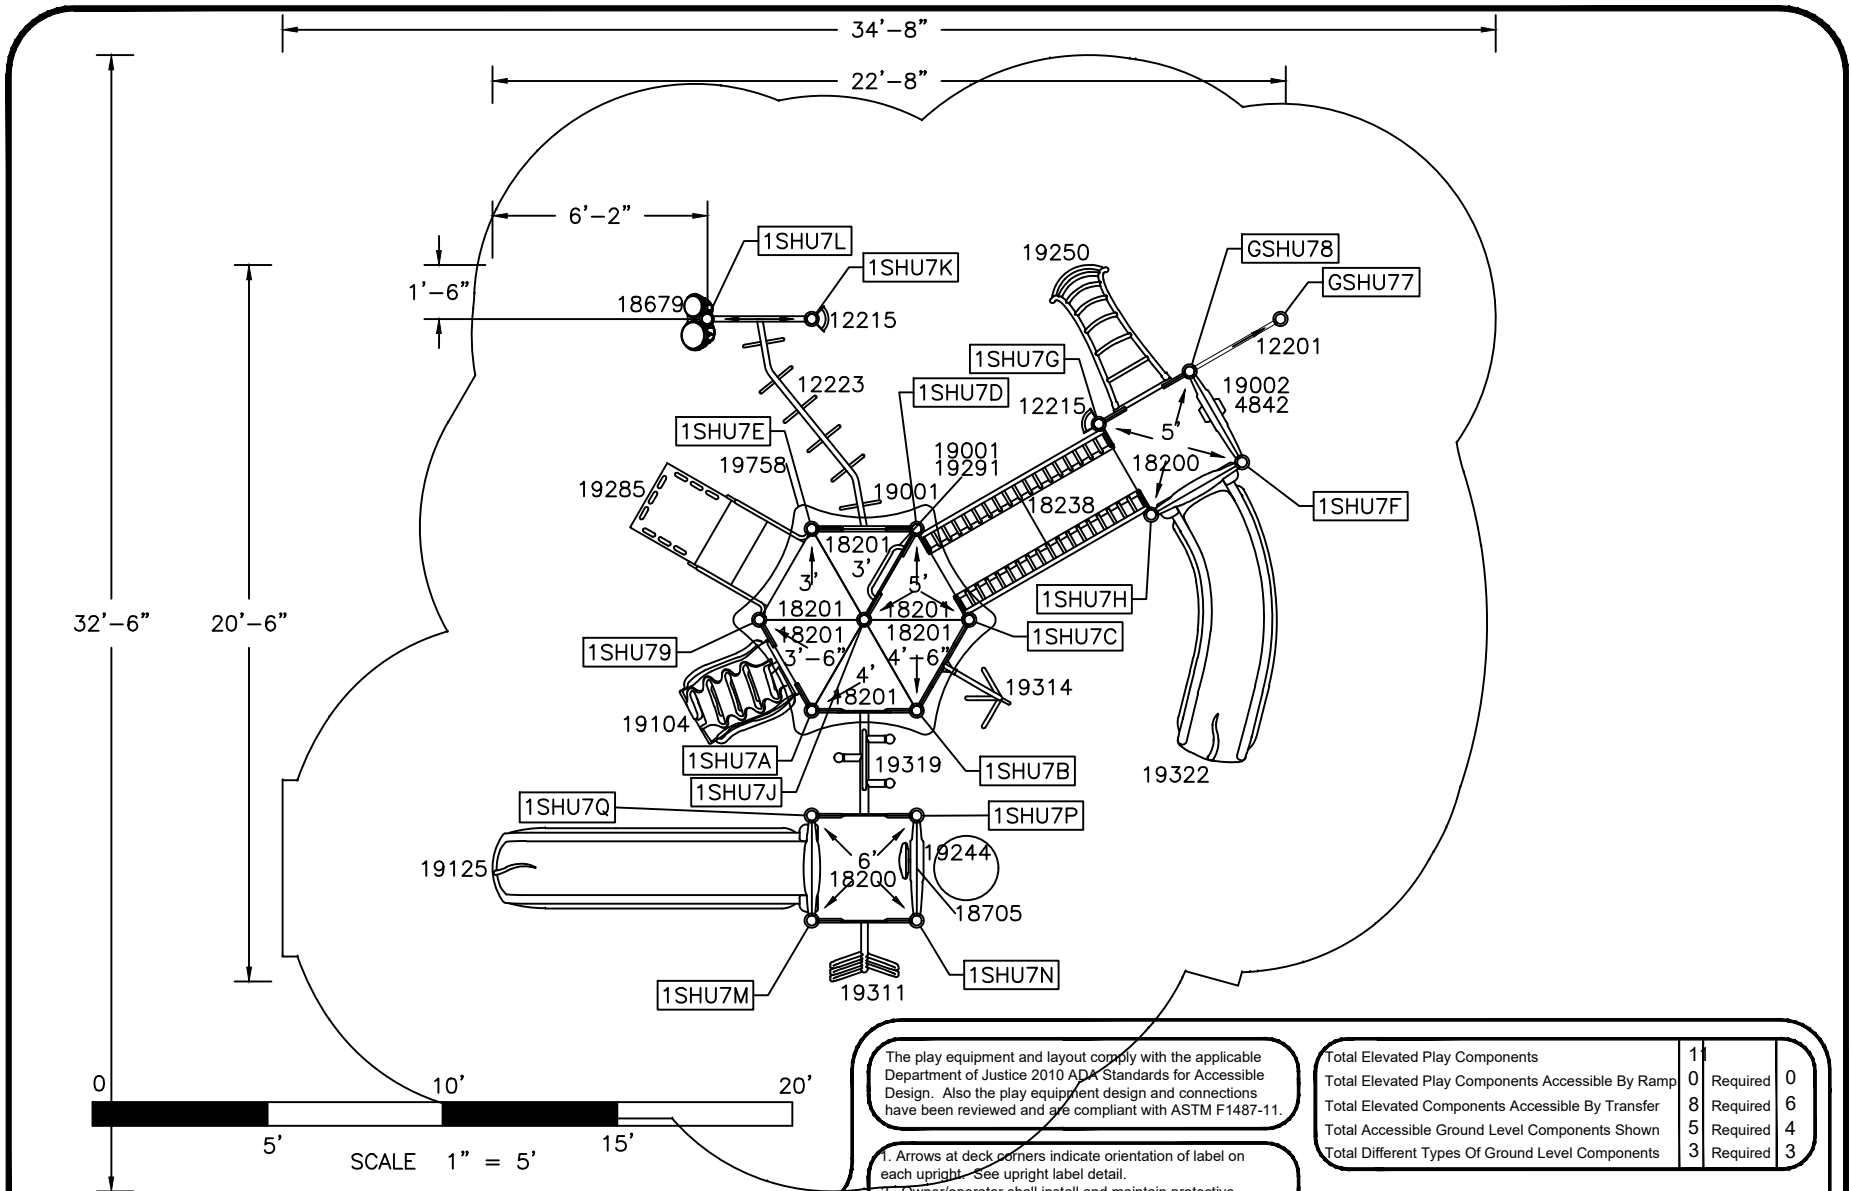 34'-8"
22'-8"
6'-2"
1SHU7L
GSHU78
19250
1SHU7K
GSHU77
1'-6"
18679
12215
12201
1SHU7G
12223
1SHU7D
19002
4842
12215
1SHU7E
5'
19001
19291
19758
18200
19285
19001
18238
1SHU7F
18201
3'
3'
5'
1SHU7H
18201
18201
32'-6"
20'-6"
18201
18201
1SHU7C
1SHU79
3'-6"
4'-6"
4'
19314
18201
19104
1SHU7A
19319
1SHU7B
19322
1SHU7J
1SHU7Q
1SHU7P
19244
6'
19125
18200
18705
1SHU7N
1SHU7M
19311
The play equipment and layout comply with the applicable
Department of Justice 2010 ADA Standards for Accessible
Design. Also the play equipment design and connections
have been reviewed and are compliant with ASTM F1487-11.
Total Elevated Play Components 11
Total Elevated Play Components Accessible By Ramp 0 Required 0
Total Elevated Components Accessible By Transfer 8 Required 6
Total Accessible Ground Level Components Shown 5 Required 4
Total Different Types Of Ground Level Components 3 Required 3
0 10' 20'
5' 15'
SCALE 1" = 5'
1. Arrows at deck corners indicate orientation of label on
each upright. See upright label detail.
Owner/operator shall install and maintain protective